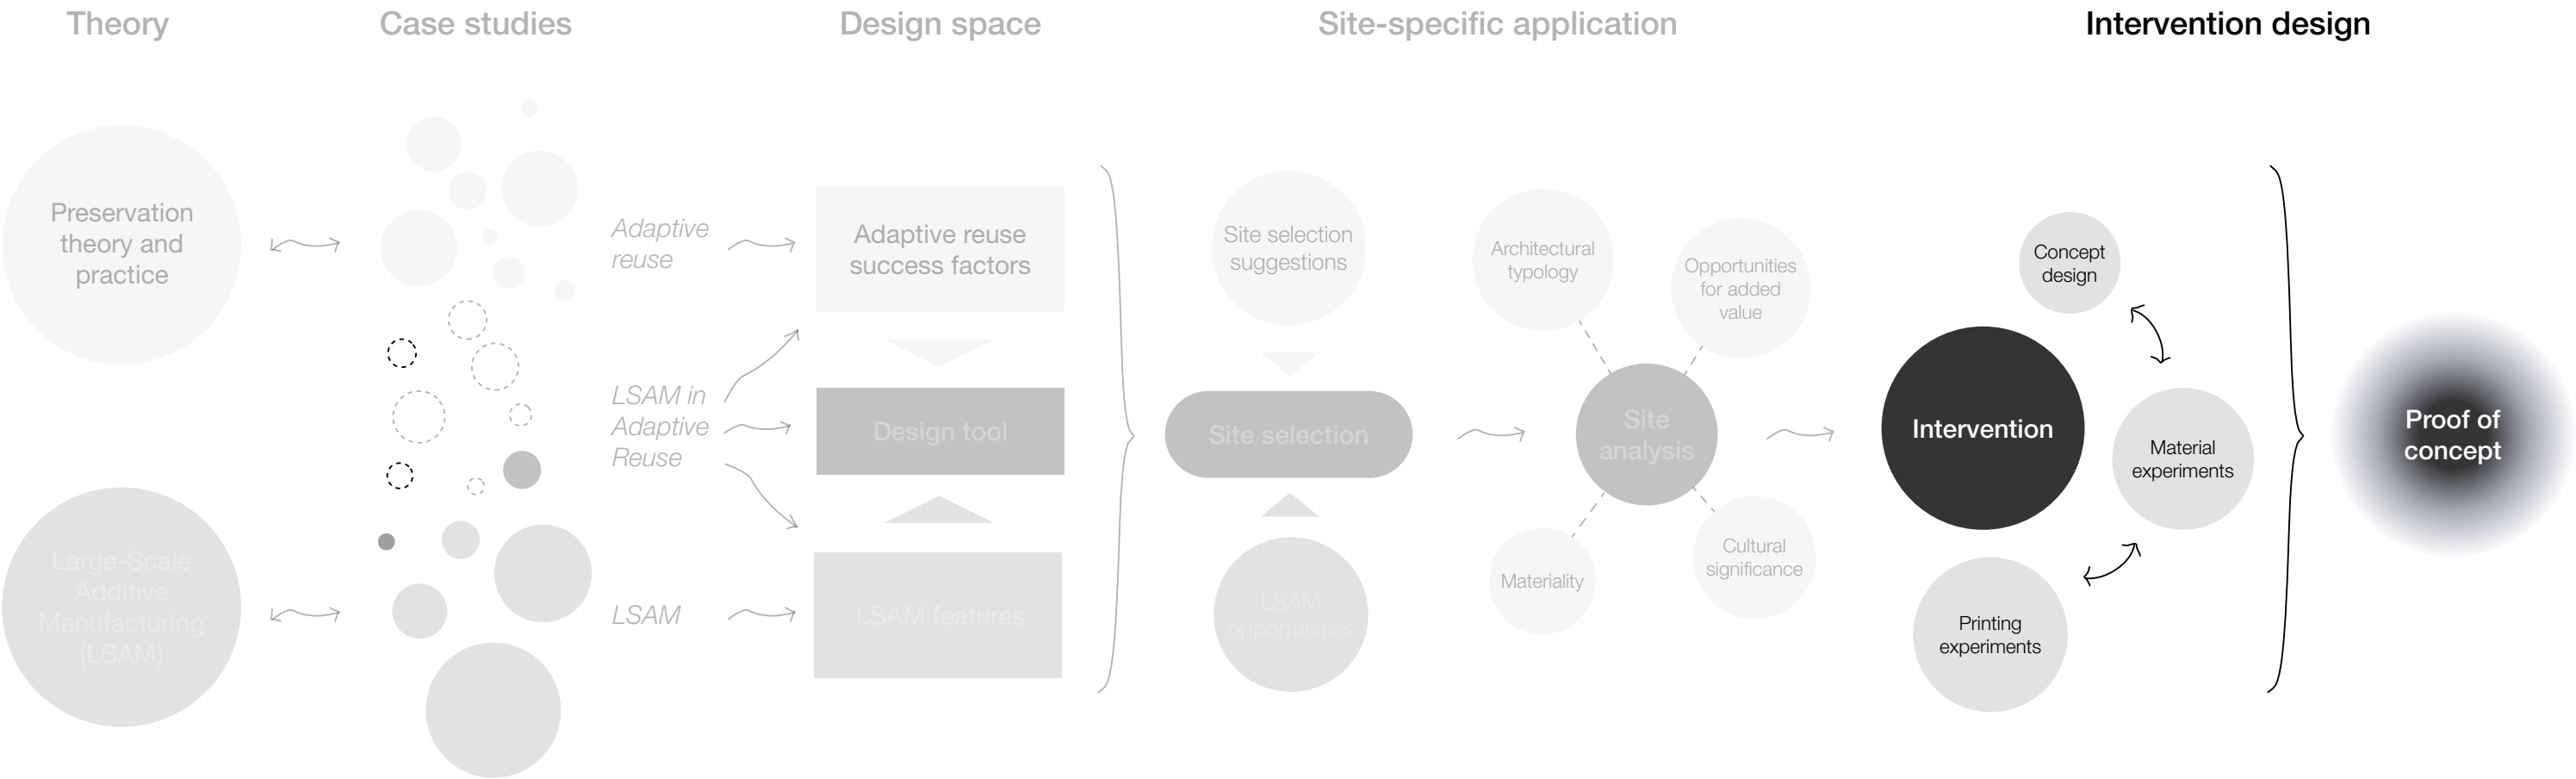 Theory
Case studies
Design space
Site-specific application
Intervention design
Preservation
theory and
practice
Large-Scale
Additive
Manufacturing
(LSAM)
Adaptive
reuse
LSAM in
Adaptive
Reuse
LSAM
Adaptive reuse
success factors
Design tool
LSAM features
Site selection
suggestions
Site selection
LSAM
opportunities
Architectural
typology
Opportunities
for added
value
Site
analysis
Materiality
Cultural
significance
Concept
design
Intervention
Material
experiments
Printing
experiments
Proof of
concept